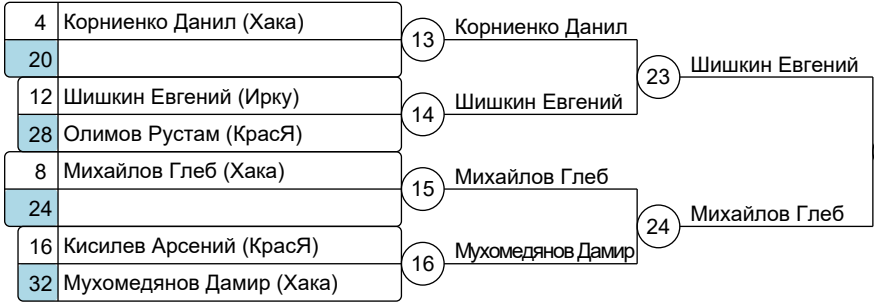 4 Корниенко Данил (Хака)
20
13 Корниенко Данил
12 Шишкин Евгений (Ирку)
28 Олимов Рустам (КрасЯ)
14 Шишкин Евгений
23 Шишкин Евгений
8 Михайлов Глеб (Хака)
24
15 Михайлов Глеб
16 Кисилев Арсений (КрасЯ)
32 Мухомедянов Дамир (Хака)
16 Мухомедянов Дамир
24 Михайлов Глеб